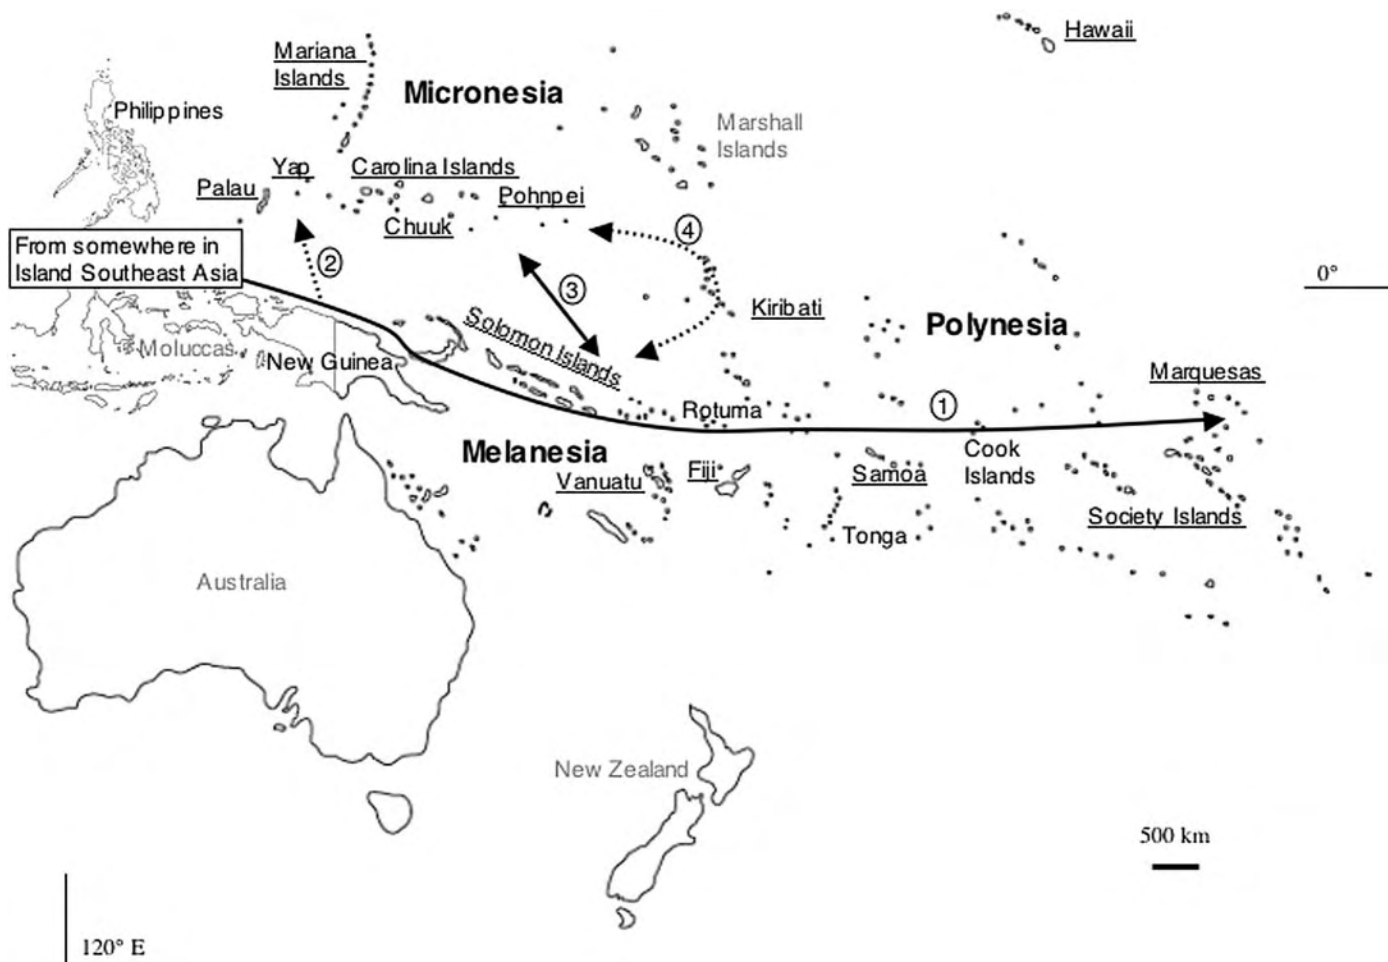 Hawaii
Mariana
Islands
Micronesia
Philippines
Marshall
Islands
Yap
Carolina Islands
Palau
Pohnpei
Chuuk
④
From somewhere in
Island Southeast Asia
②
③
0°
Kiribati
Polynesia
Solomon Islands
Moluccas
New Guinea
Marquesas
Rotuma
①
Melanesia
Cook
Islands
Vanuatu
Fiji
Samoa
Society Islands
Tonga
Australia
New Zealand
500 km
120° E